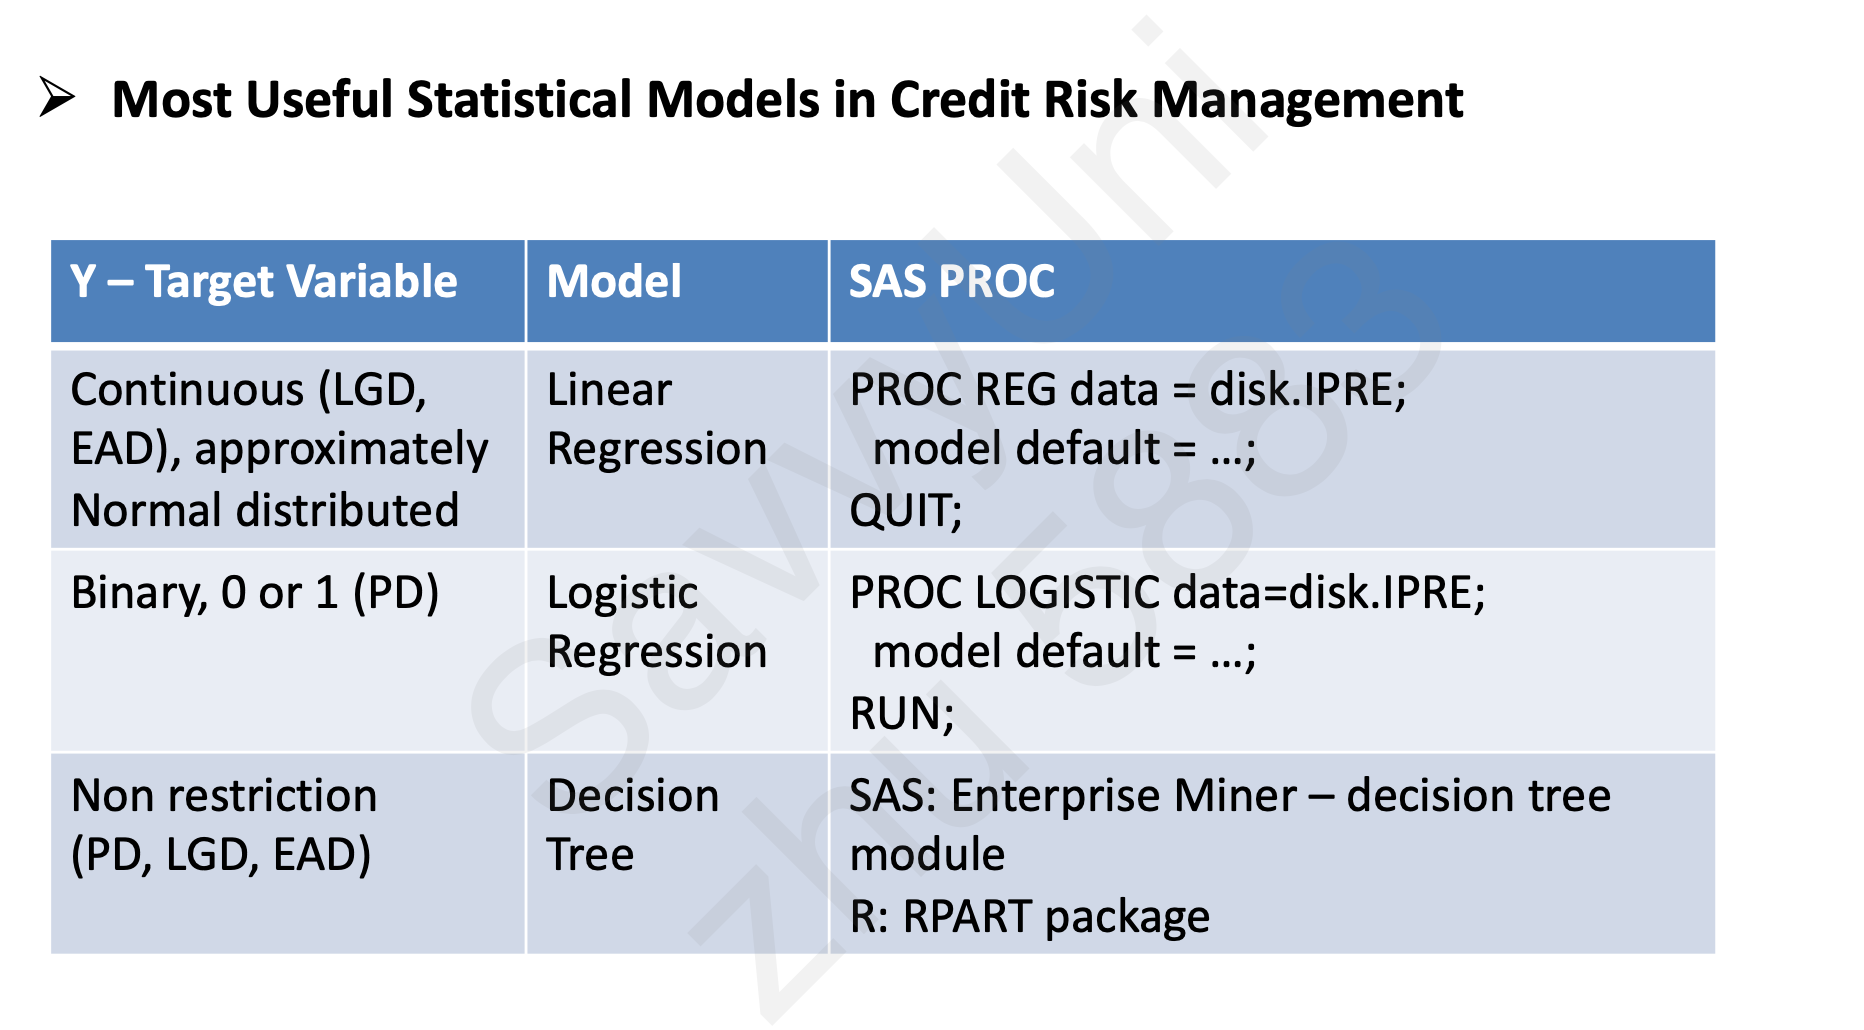 ➢ Most Useful Statistical Models in Credit Risk Management
Y – Target Variable
Model
SAS PROC
Continuous (LGD,
EAD), approximately
Normal distributed
Linear
Regression
PROC REG data = disk.IPRE;
model default = ...;
QUIT;
Binary, 0 or 1 (PD)
Logistic
Regression
PROC LOGISTIC data=disk.IPRE;
model default = ...;
RUN;
Non restriction
(PD, LGD, EAD)
Decision
Tree
SAS: Enterprise Miner – decision tree
module
R: RPART package
SavvyUni
zhu 5883